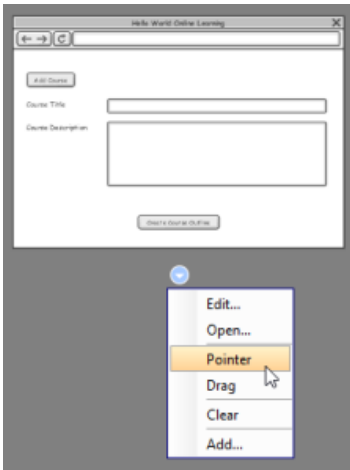 Hello World Online Learning
Add Course
Course Title
Course Description
Create Course Outline
Edit...
Open...
Pointer
Drag
Clear
Add...